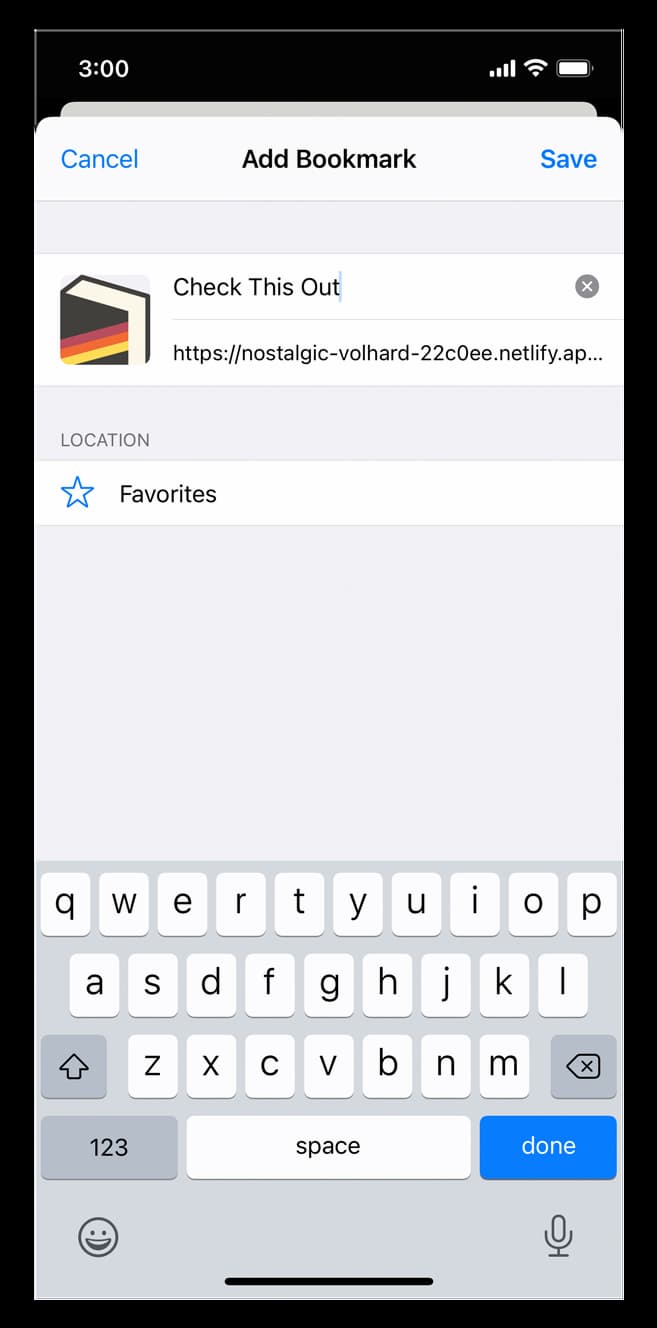 3:00
Cancel Add Bookmark Save
Check This Out
https://nostalgic-volhard-22c0ee.netlify.ap...
LOCATION
Favorites
q w e r t y u i o p
a s d f g h j k l
z x c v b n m
123 space done